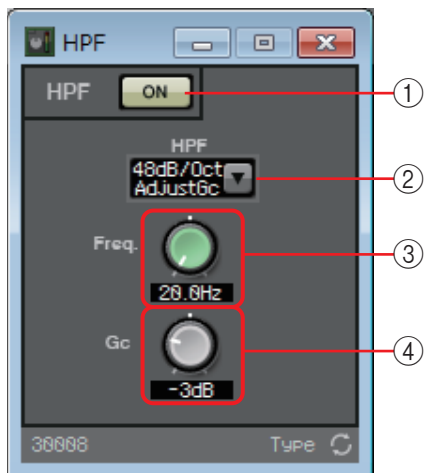 HPF
HPF ON
①
HPF
48dB/Oct
AdjustGc
②
Freq.
20.0Hz
③
Gc
-3dB
④
30008 Type